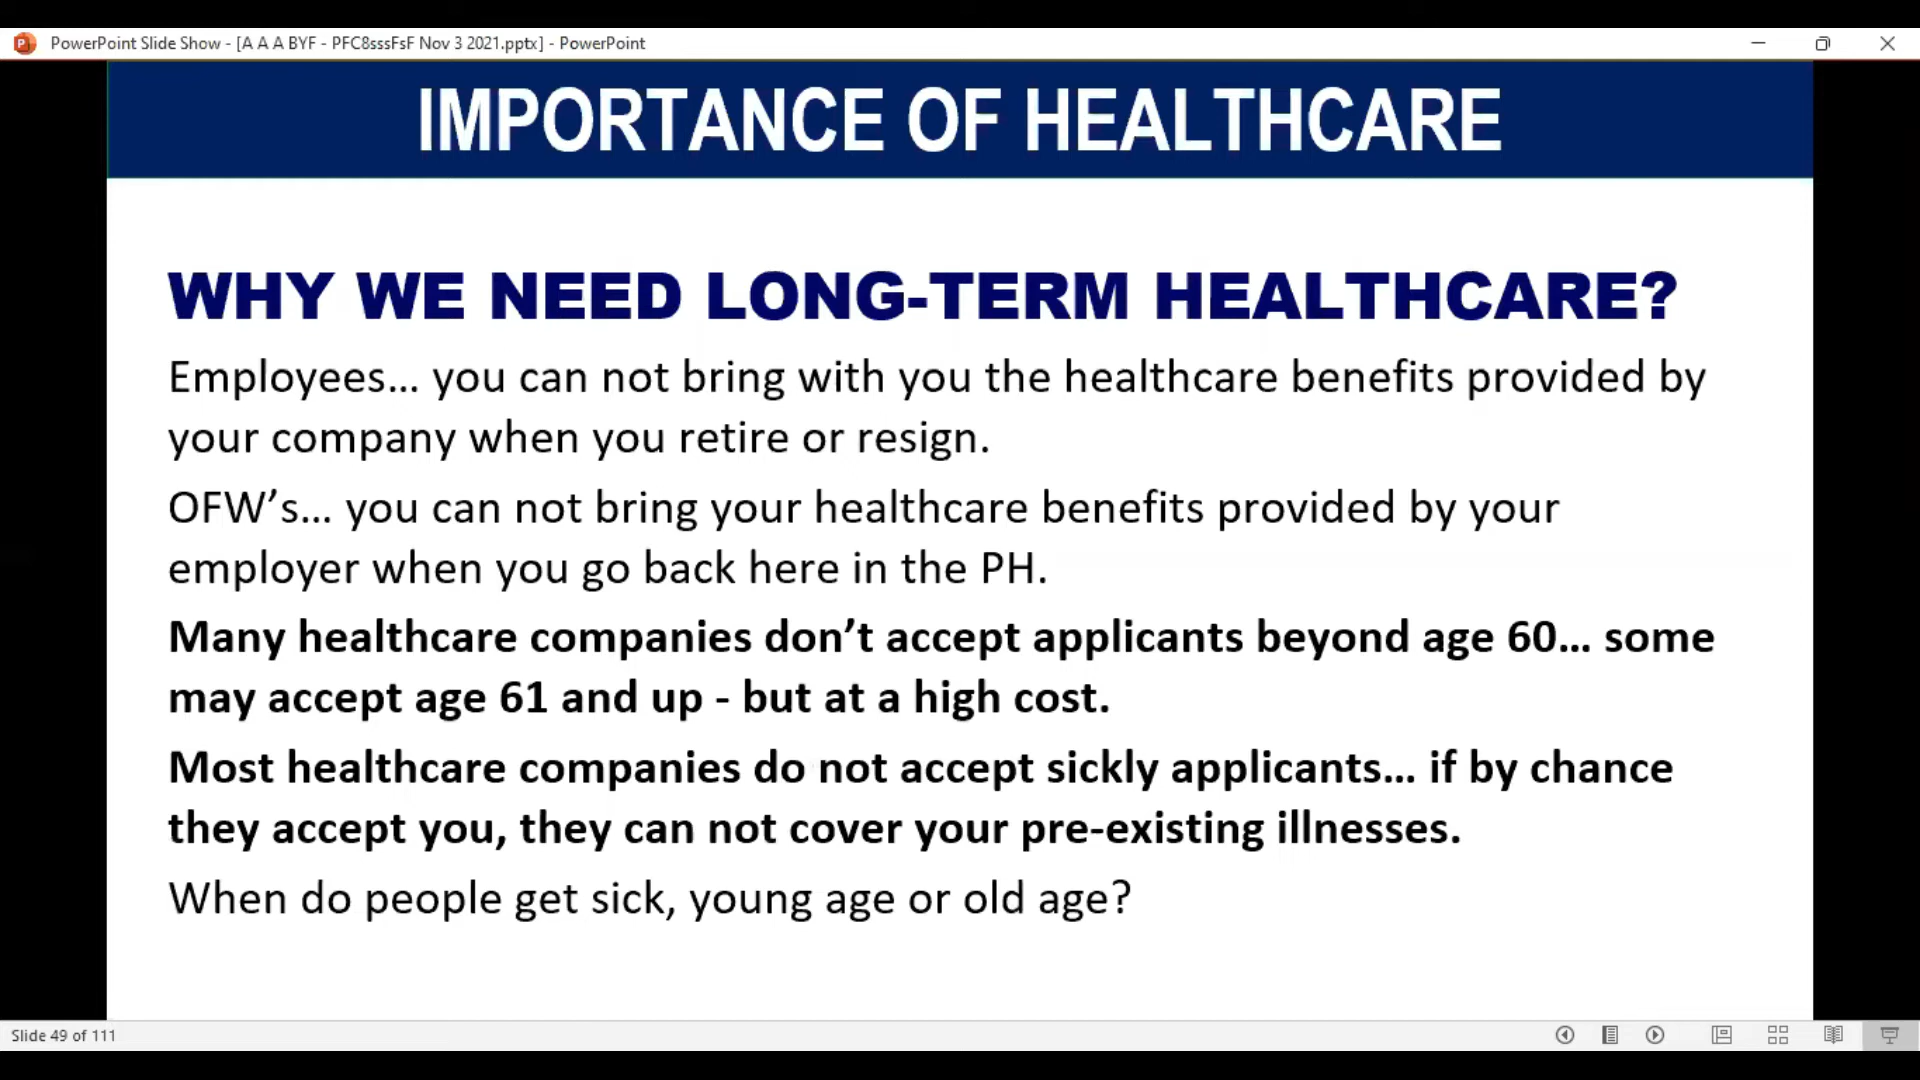 PowerPoint Slide Show - [A A A BYF - PFC8sssFsF Nov 3 2021.pptx] - PowerPoint
IMPORTANCE OF HEALTHCARE
WHY WE NEED LONG-TERM HEALTHCARE?
Employees... you can not bring with you the healthcare benefits provided by
your company when you retire or resign.
OFW’s... you can not bring your healthcare benefits provided by your
employer when you go back here in the PH.
Many healthcare companies don’t accept applicants beyond age 60... some
may accept age 61 and up - but at a high cost.
Most healthcare companies do not accept sickly applicants... if by chance
they accept you, they can not cover your pre-existing illnesses.
When do people get sick, young age or old age?
Slide 49 of 111